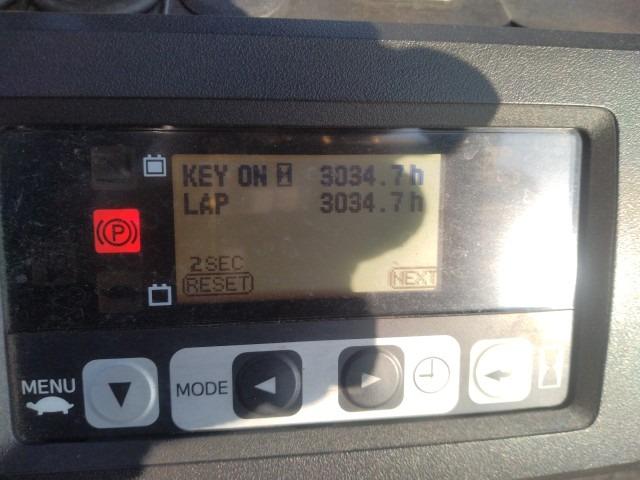 KEY ON 3034.7h
LAP 3034.7h
2SEC
RESET NEXT
P
MENU MODE